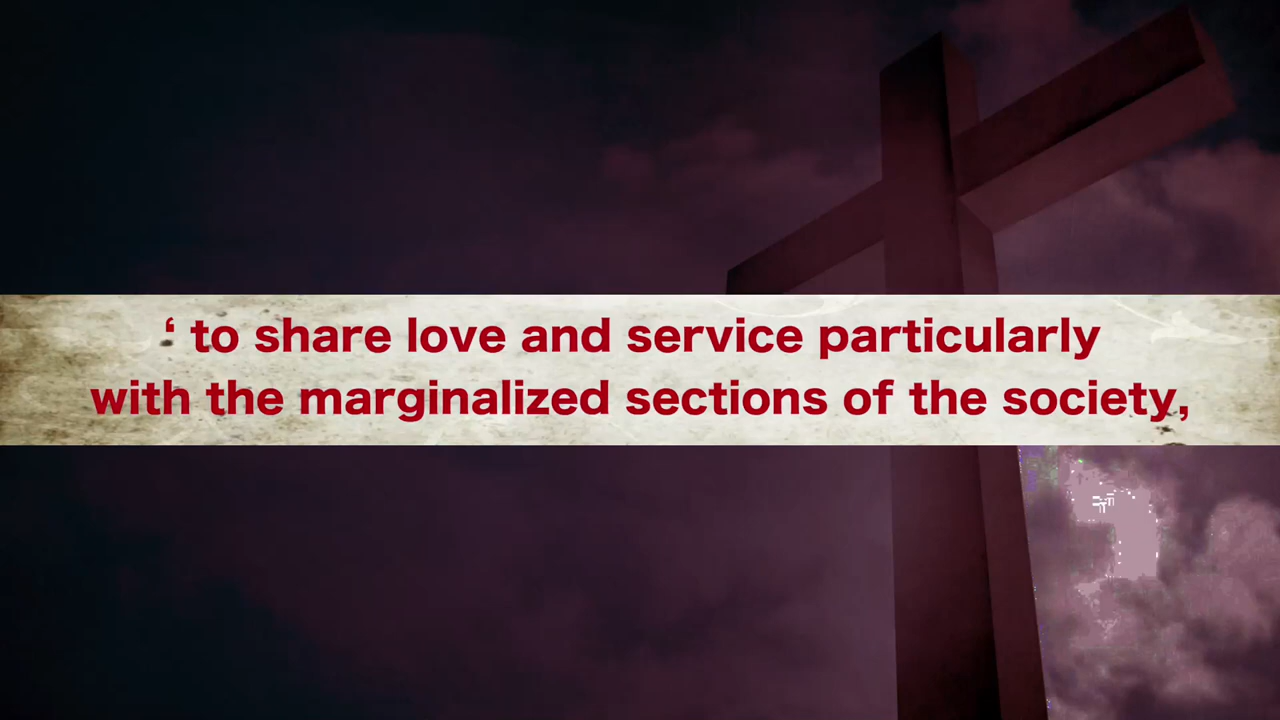 ‘ to share love and service particularly
with the marginalized sections of the society,